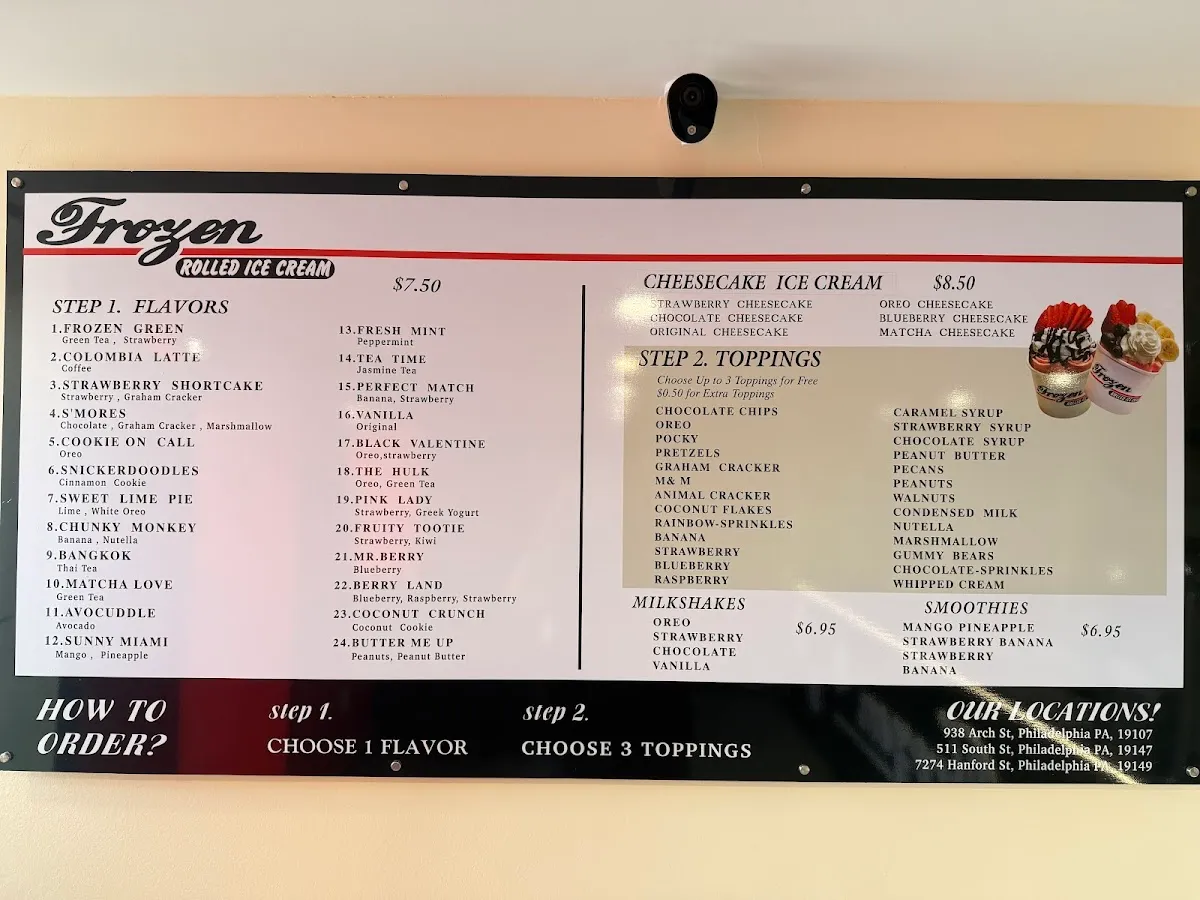 Frozen
ROLLED ICE CREAM
$7.50
STEP 1. FLAVORS
1.FROZEN GREEN
Green Tea , Strawberry
2.COLOMBIA LATTE
Coffee
3.STRAWBERRY SHORTCAKE
Strawberry , Graham Cracker
4.S'MORES
Chocolate , Graham Cracker , Marshmallow
5.COOKIE ON CALL
Oreo
6.SNICKERDOODLES
Cinnamon Cookie
7.SWEET LIME PIE
Lime , White Oreo
8.CHUNKY MONKEY
Banana , Nutella
9.BANGKOK
Thai Tea
10.MATCHA LOVE
Green Tea
11.AVOCUDDLE
Avocado
12.SUNNY MIAMI
Mango , Pineapple
13.FRESH MINT
Peppermint
14.TEA TIME
Jasmine Tea
15.PERFECT MATCH
Banana, Strawberry
16.VANILLA
Original
17.BLACK VALENTINE
Oreo,strawberry
18.THE HULK
Oreo, Green Tea
19.PINK LADY
Strawberry, Greek Yogurt
20.FRUITY TOOTIE
Strawberry, Kiwi
21.MR.BERRY
Blueberry
22.BERRY LAND
Blueberry, Raspberry, Strawberry
23.COCONUT CRUNCH
Coconut Cookie
24.BUTTER ME UP
Peanuts, Peanut Butter
CHEESECAKE ICE CREAM $8.50
STRAWBERRY CHEESECAKE
CHOCOLATE CHEESECAKE
ORIGINAL CHEESECAKE
OREO CHEESECAKE
BLUEBERRY CHEESECAKE
MATCHA CHEESECAKE
Frozen
Frozen
STEP 2. TOPPINGS
Choose Up to 3 Toppings for Free
$0.50 for Extra Toppings
CHOCOLATE CHIPS
OREO
POCKY
PRETZELS
GRAHAM CRACKER
M& M
ANIMAL CRACKER
COCONUT FLAKES
RAINBOW-SPRINKLES
BANANA
STRAWBERRY
BLUEBERRY
RASPBERRY
CARAMEL SYRUP
STRAWBERRY SYRUP
CHOCOLATE SYRUP
PEANUT BUTTER
PECANS
PEANUTS
WALNUTS
CONDENSED MILK
NUTELLA
MARSHMALLOW
GUMMY BEARS
CHOCOLATE-SPRINKLES
WHIPPED CREAM
MILKSHAKES
OREO
STRAWBERRY
CHOCOLATE
VANILLA
$6.95
SMOOTHIES
MANGO PINEAPPLE
STRAWBERRY BANANA
STRAWBERRY
BANANA
$6.95
HOW TO
ORDER?
step 1.
CHOOSE 1 FLAVOR
step 2.
CHOOSE 3 TOPPINGS
OUR LOCATIONS!
938 Arch St, Philadelphia PA, 19107
511 South St, Philadelphia PA, 19147
7274 Hanford St, Philadelphia PA, 19149